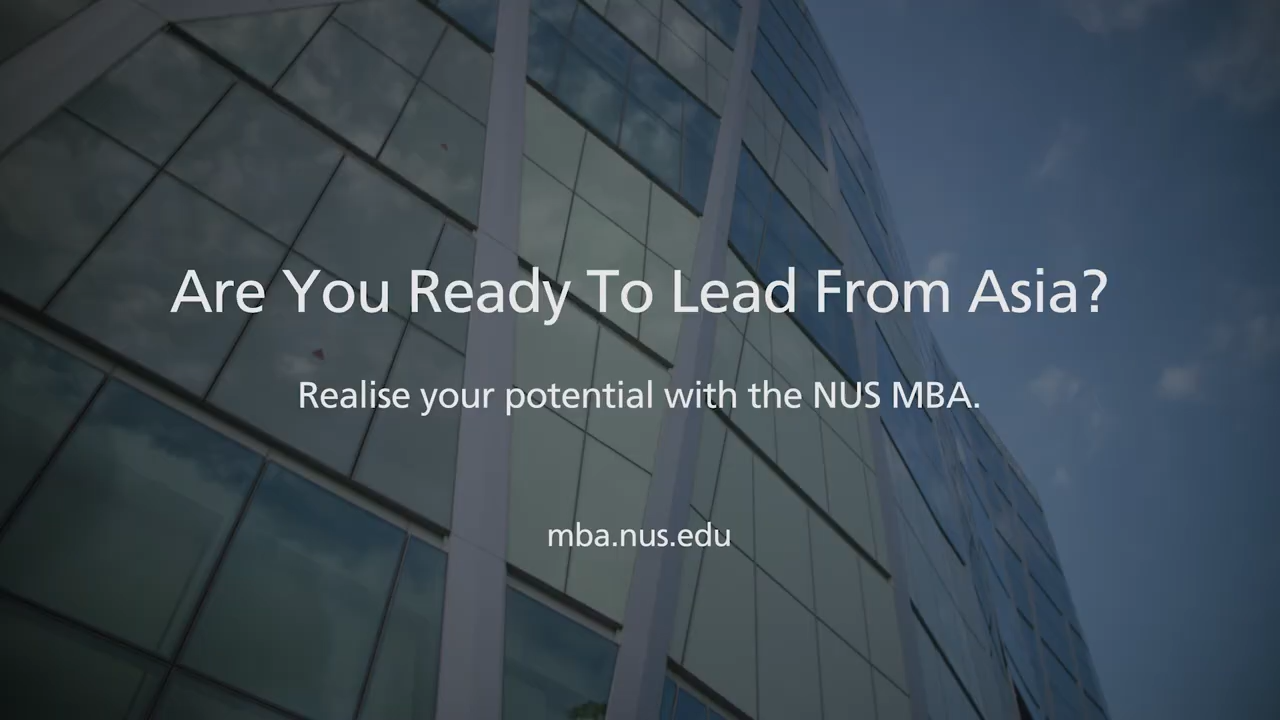 Are You Ready To Lead From Asia?
Realise your potential with the NUS MBA.
mba.nus.edu